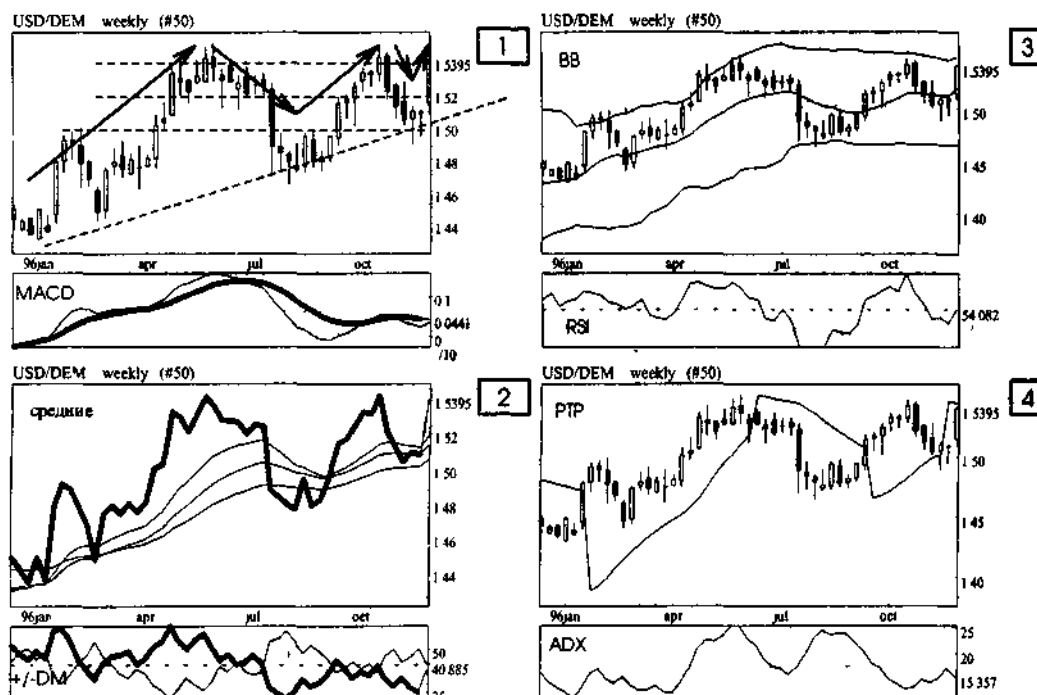 USD/DEM weekly (#50)
1
1 5395
1 52
1 50
1 48
1 46
1 44
96jan apr jul oct
MACD
0 1
0 0441
0
/10
USD/DEM weekly (#50)
3
BB
1 5395
1 50
1 45
1 40
96jan apr jul oct
RSI
54 082
USD/DEM weekly (#50)
2
средние
1 5395
1 52
1 50
1 48
1 46
1 44
96jan apr jul oct
+/-DM
50
40 885
USD/DEM weekly (#50)
4
PTP
1 5395
1 50
1 45
1 40
96jan apr jul oct
ADX
25
20
15 357